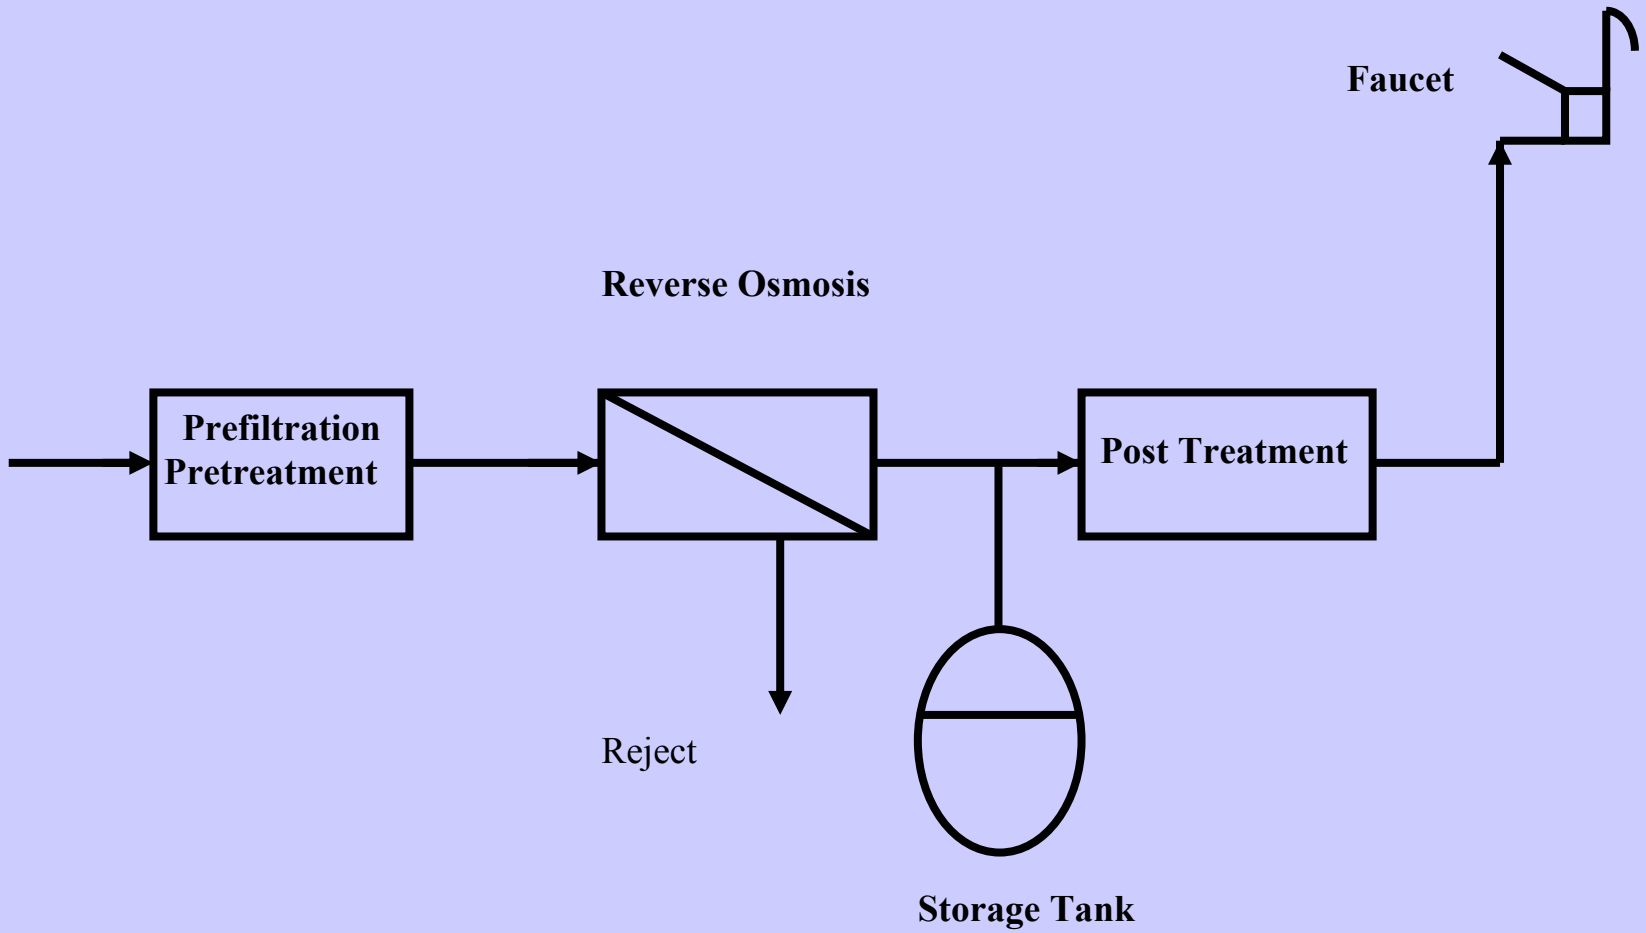 Faucet
Reverse Osmosis
Prefiltration
Pretreatment
Post Treatment
Reject
Storage Tank